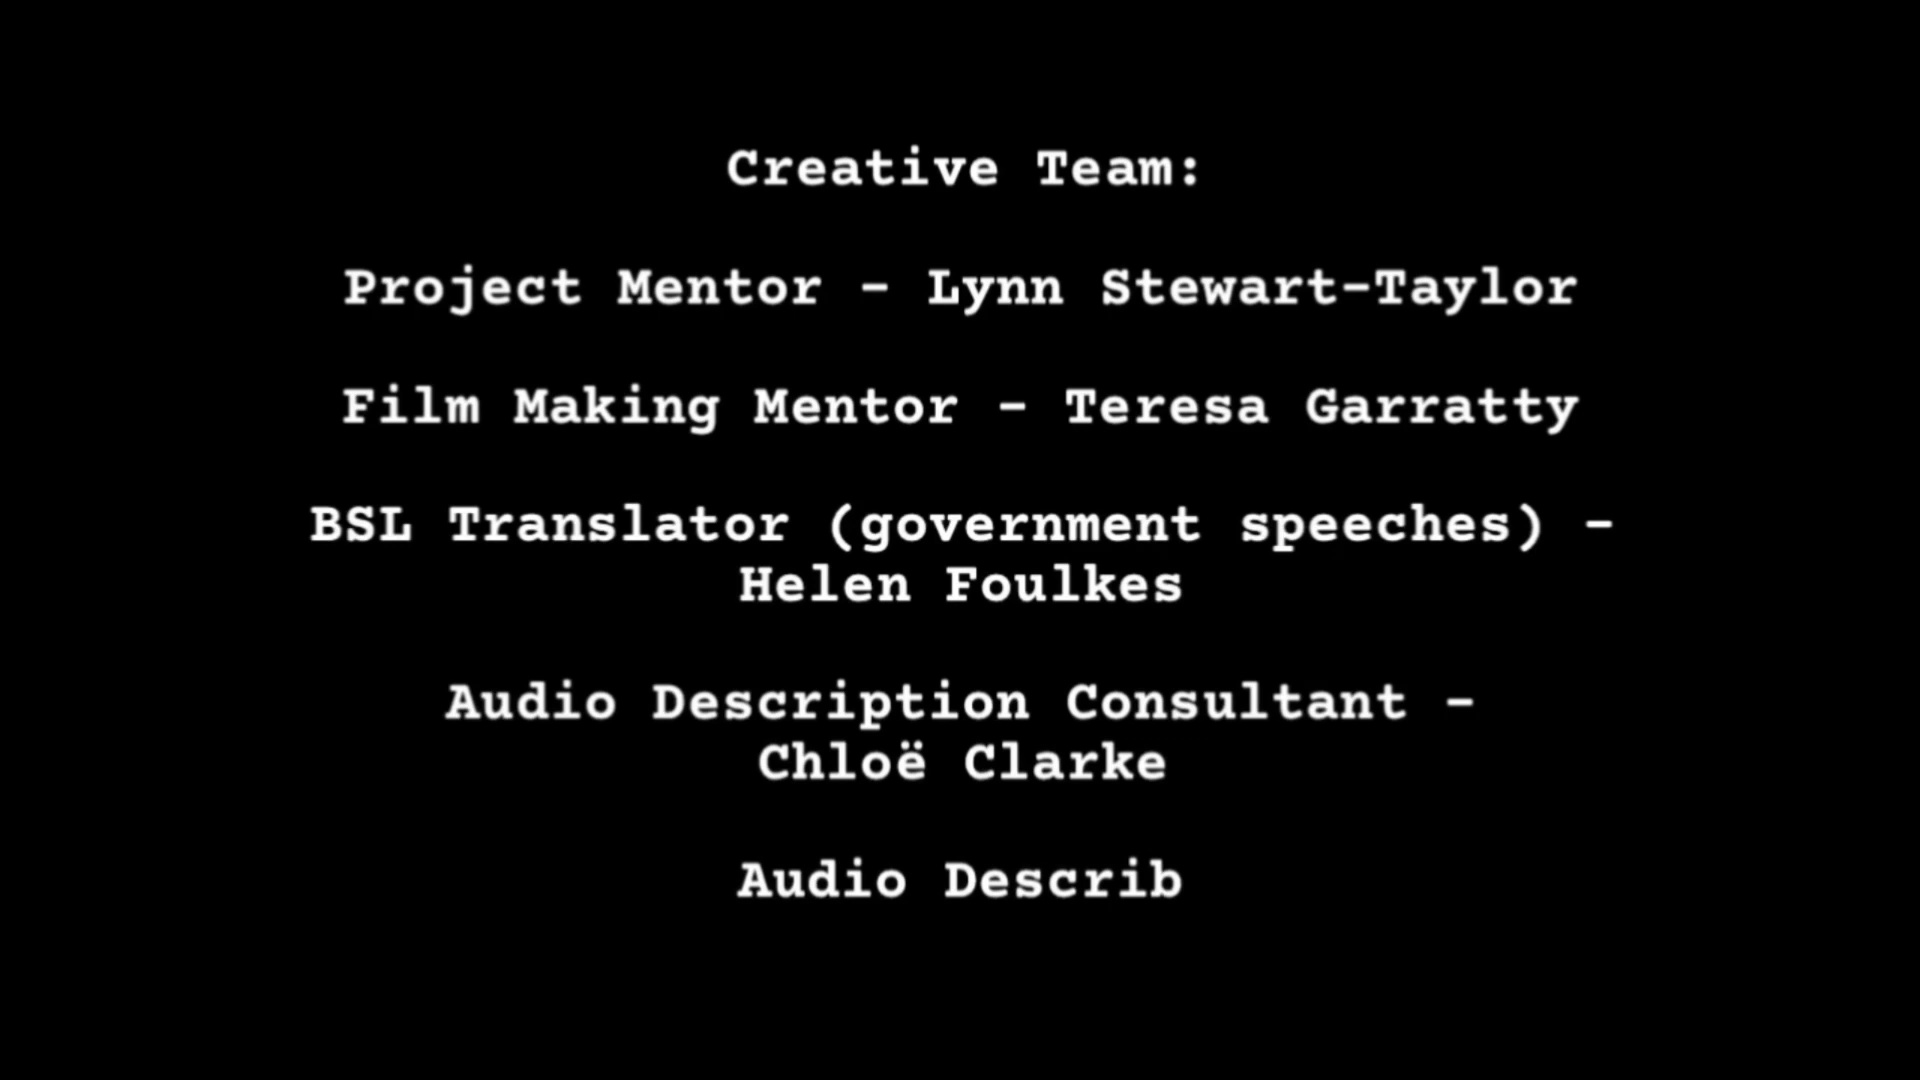 Creative Team:
Project Mentor - Lynn Stewart-Taylor
Film Making Mentor - Teresa Garratty
BSL Translator (government speeches) -
Helen Foulkes
Audio Description Consultant -
Chloë Clarke
Audio Describ